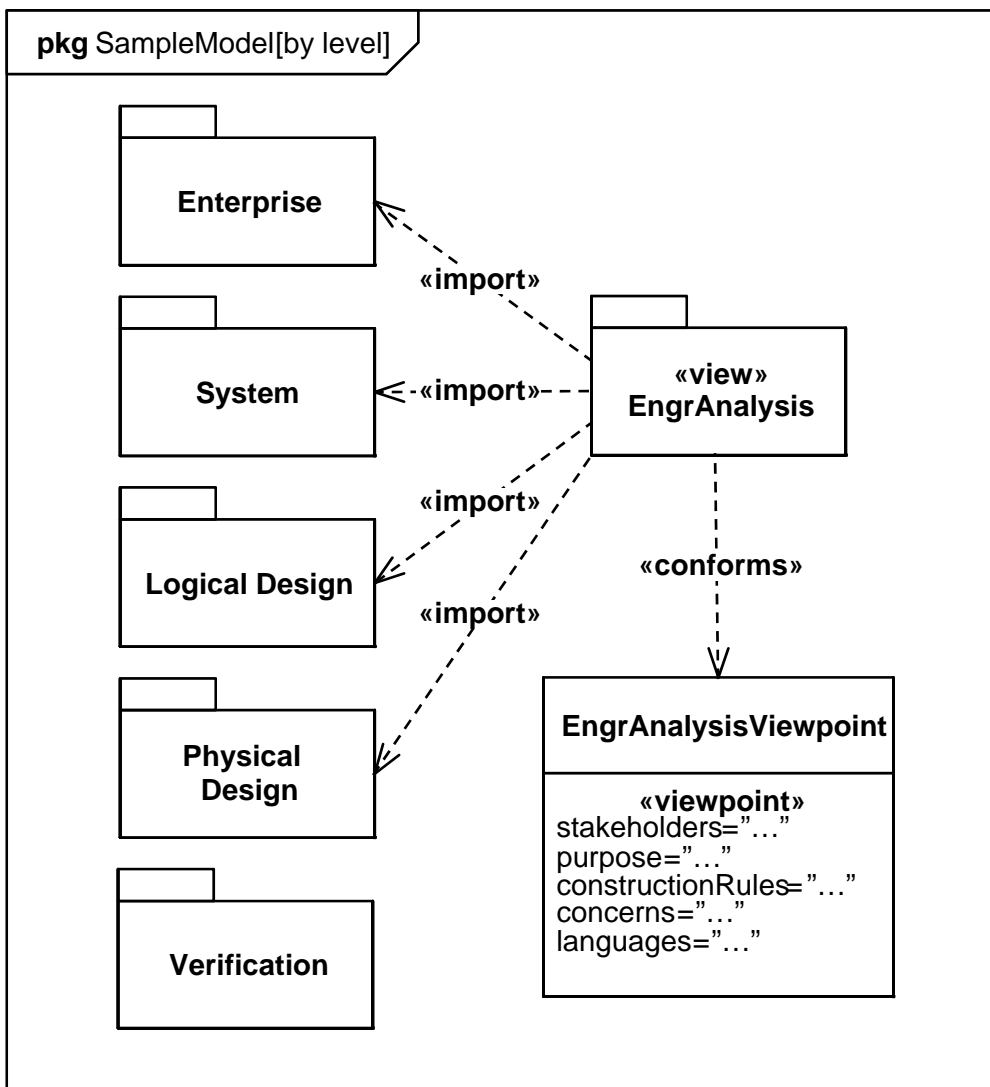 pkg SampleModel[by level]
Enterprise
«import»
System
«import»
«view»
EngrAnalysis
«import»
Logical Design
«conforms»
«import»
Physical
Design
EngrAnalysisViewpoint
«viewpoint»
stakeholders=”…”
purpose=”…”
constructionRules=”…”
concerns=”…”
languages=”…”
Verification